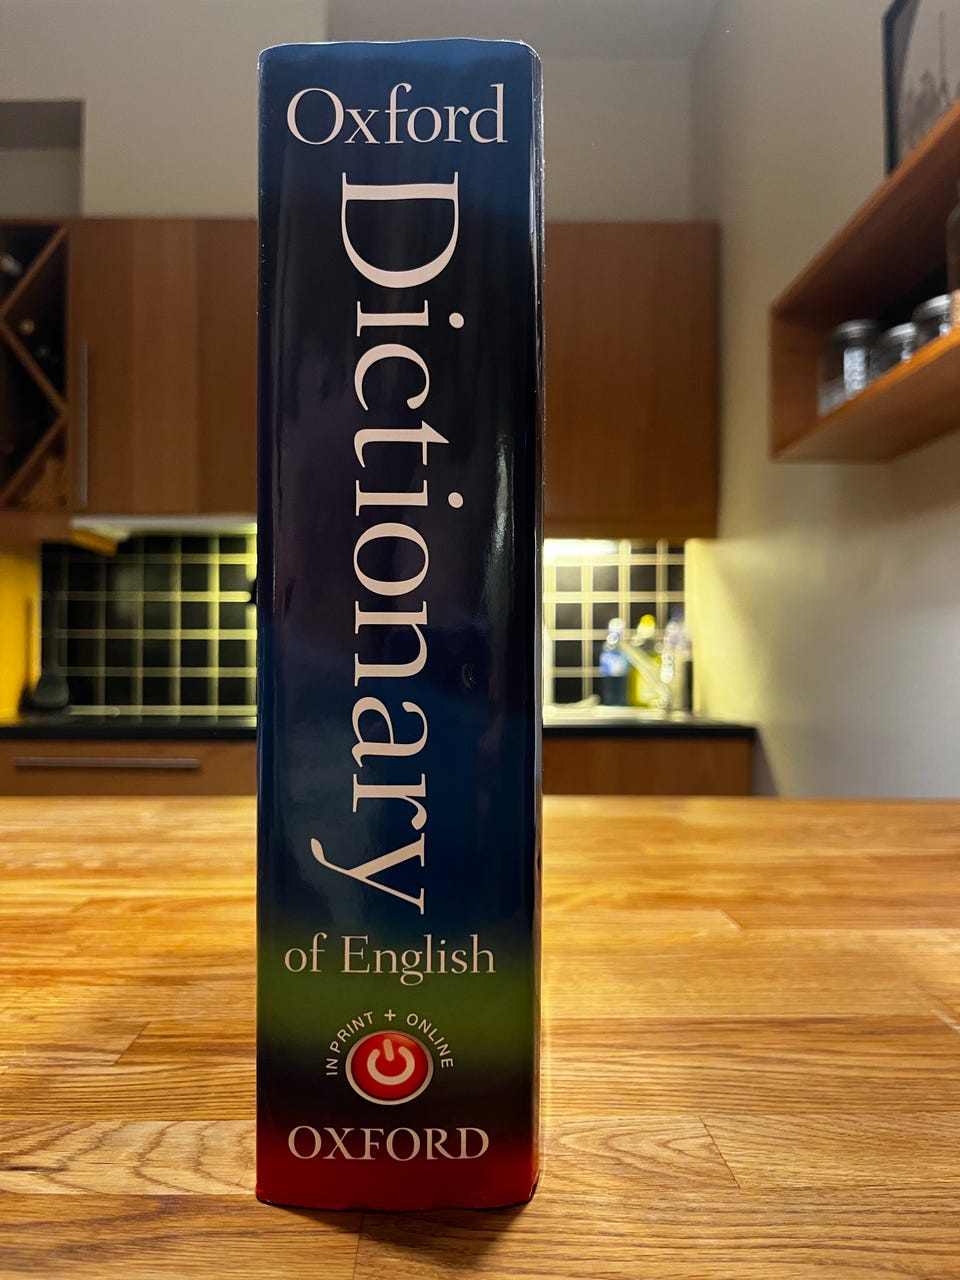 Oxford
Dictionary
of English
IN PRINT + ONLINE
OXFORD